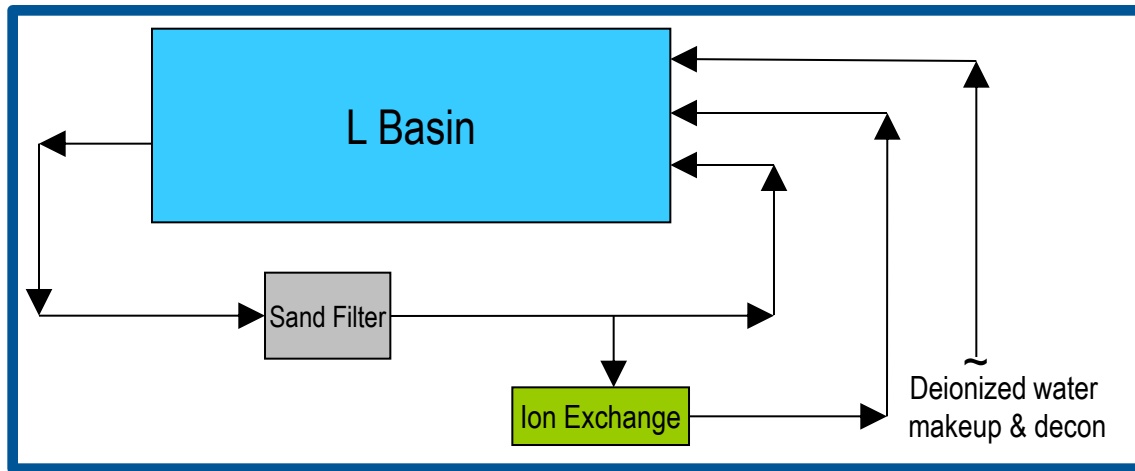 L Basin
Sand Filter
Ion Exchange
~
Deionized water
makeup & decon